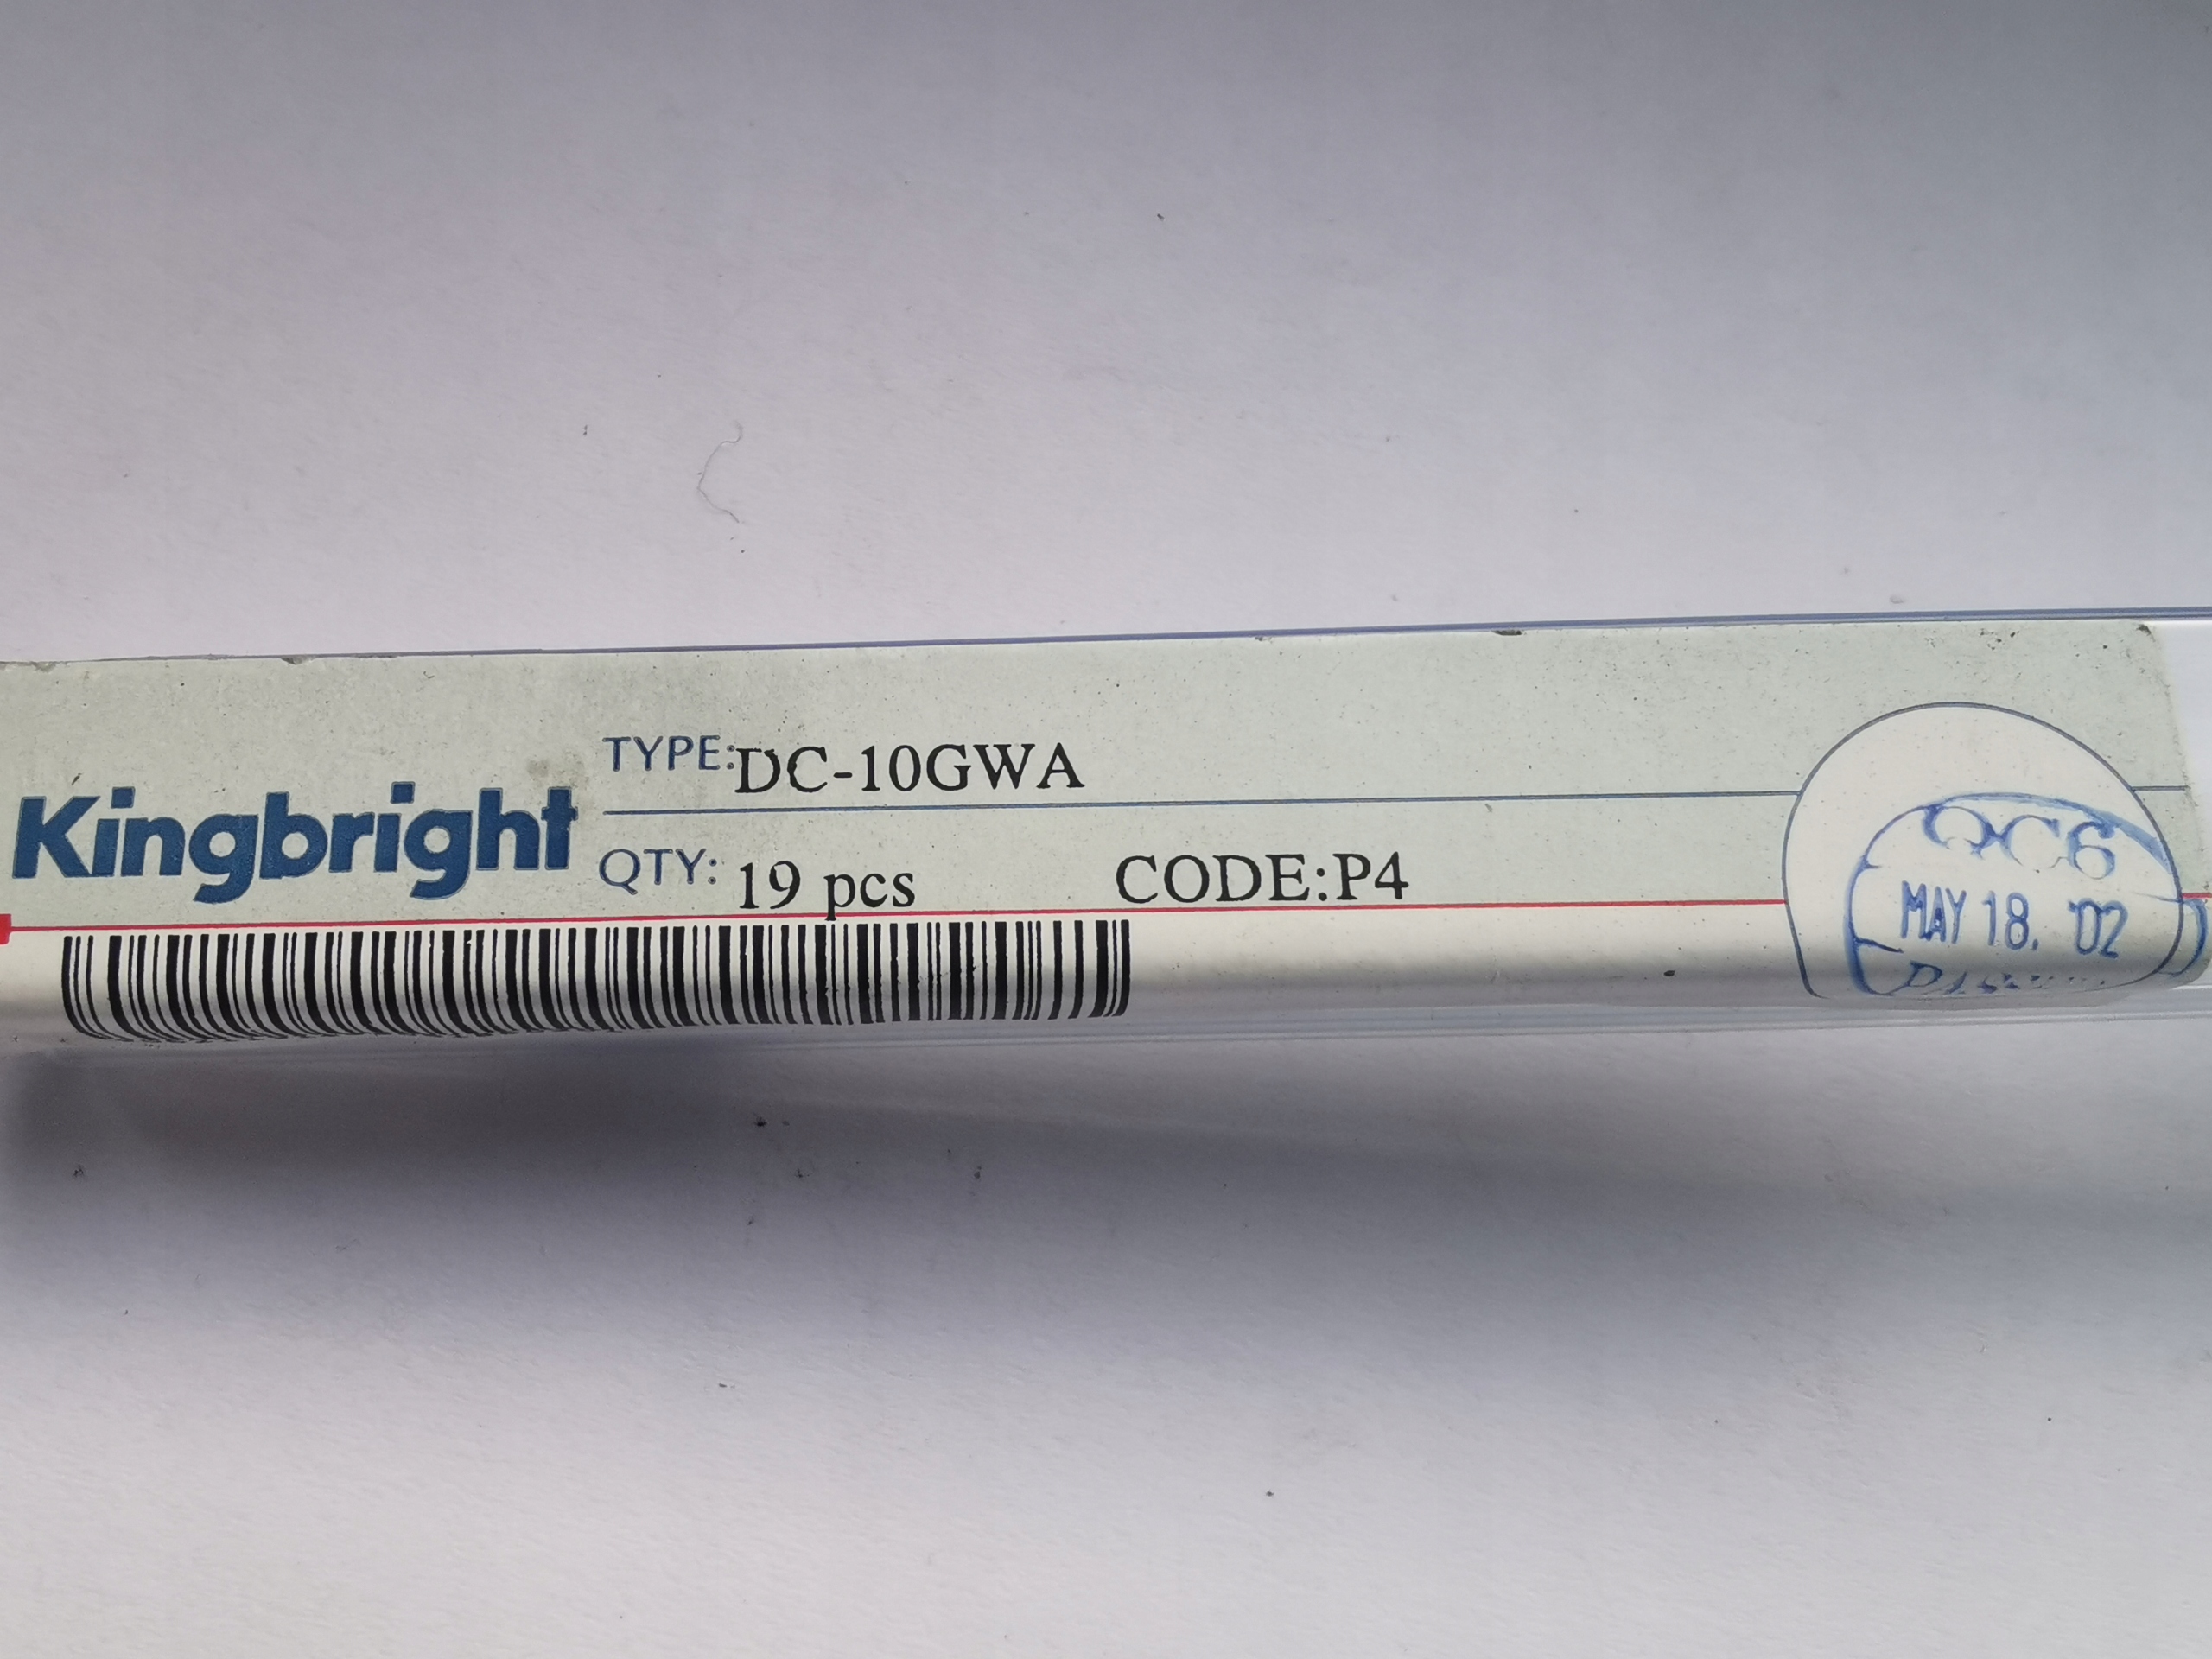 Kingbright
TYPE: DC-10GWA
QTY: 19 pcs CODE:P4
QC6
MAY 18. '02